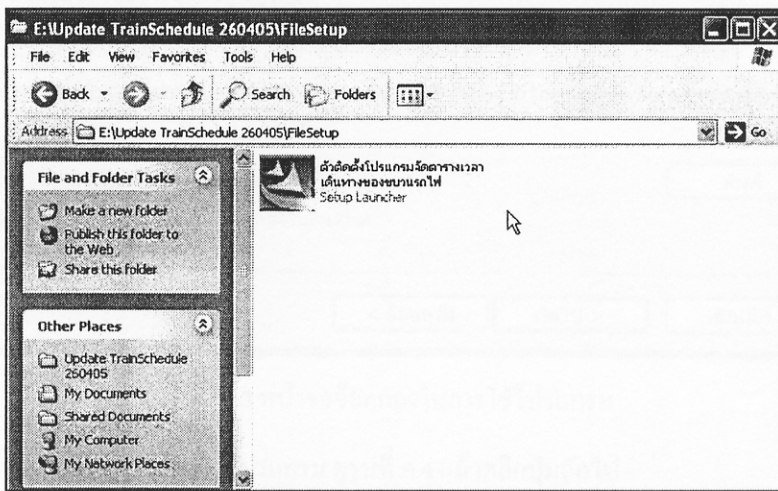 E:\Update TrainSchedule 260405\FileSetup
File Edit View Favorites Tools Help
Back Search Folders
Address E:\Update TrainSchedule 260405\FileSetup Go
File and Folder Tasks
Make a new folder
Publish this folder to
the Web
Share this folder
Other Places
Update TrainSchedule
260405
My Documents
Shared Documents
My Computer
My Network Places
ตัวติดตั้งโปรแกรมจัดตารางเวลา
เดินทางของขบวนรถไฟ
Setup Launcher